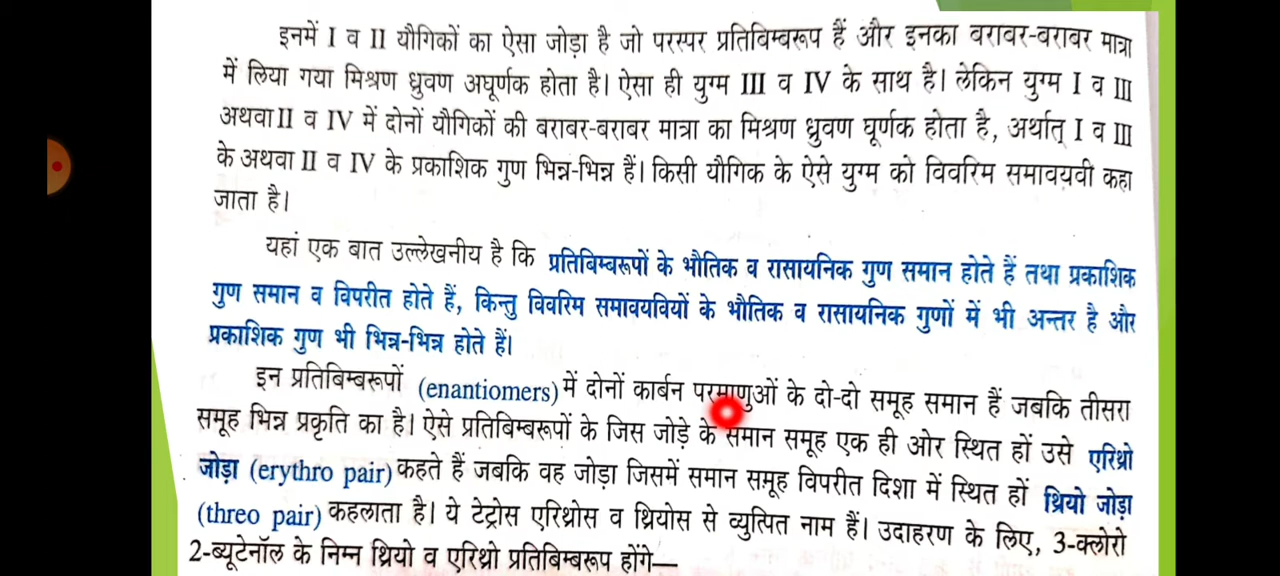 इनमें I व II यौगिकों का ऐसा जोड़ा है जो परस्पर प्रतिबिम्बरूप हैं और इनका बराबर-बराबर मात्रा
में लिया गया मिश्रण ध्रुवण अघूर्णक होता है। ऐसा ही युग्म III व IV के साथ है। लेकिन युग्म I व III
अथवा II व IV में दोनों यौगिकों की बराबर-बराबर मात्रा का मिश्रण ध्रुवण घूर्णक होता है, अर्थात् I व III
के अथवा II व IV के प्रकाशिक गुण भिन्न-भिन्न हैं। किसी यौगिक के ऐसे युग्म को विवरिम समावयवी कहा
जाता है।
यहां एक बात उल्लेखनीय है कि प्रतिबिम्बरूपों के भौतिक व रासायनिक गुण समान होते हैं तथा प्रकाशिक
गुण समान व विपरीत होते हैं, किन्तु विवरिम समावयवियों के भौतिक व रासायनिक गुणों में भी अन्तर है और
प्रकाशिक गुण भी भिन्न-भिन्न होते हैं।
इन प्रतिबिम्बरूपों (enantiomers) में दोनों कार्बन परमाणुओं के दो-दो समूह समान हैं जबकि तीसरा
समूह भिन्न प्रकृति का है। ऐसे प्रतिबिम्बरूपों के जिस जोड़े के समान समूह एक ही ओर स्थित हों उसे एरिथ्रो
जोड़ा (erythro pair) कहते हैं जबकि वह जोड़ा जिसमें समान समूह विपरीत दिशा में स्थित हों थ्रियो जोड़ा
(threo pair) कहलाता है। ये टेट्रोस एरिथ्रोस व थ्रियोस से व्युत्पित नाम हैं। उदाहरण के लिए, 3-क्लोरो
2-ब्यूटेनॉल के निम्न थ्रियो व एरिथ्रो प्रतिबिम्बरूप होंगे—